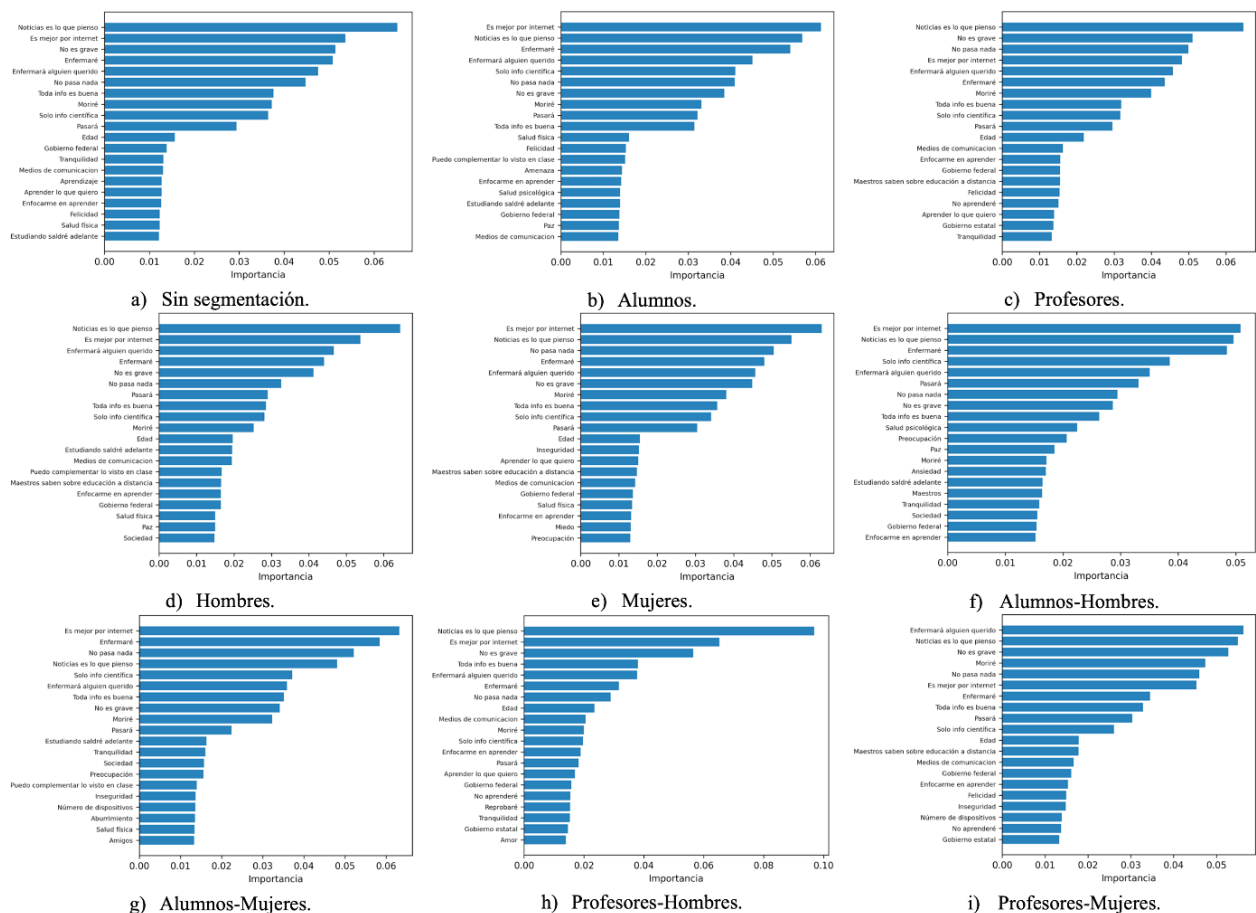 Noticias es lo que pienso
Es mejor por internet
No es grave
Enfermaré
Enfermará alguien querido
No pasa nada
Toda info es buena
Moriré
Solo info científica
Pasará
Edad
Gobierno federal
Tranquilidad
Medios de comunicacion
Aprendizaje
Aprender lo que quiero
Enfocarme en aprender
Felicidad
Salud física
Estudiando saldré adelante
0.00 0.01 0.02 0.03 0.04 0.05 0.06
Importancia
a) Sin segmentación.
Es mejor por internet
Noticias es lo que pienso
Enfermaré
Enfermará alguien querido
Solo info científica
No pasa nada
No es grave
Moriré
Pasará
Toda info es buena
Salud física
Felicidad
Puedo complementar lo visto en clase
Amenaza
Enfocarme en aprender
Salud psicológica
Estudiando saldré adelante
Gobierno federal
Paz
Medios de comunicacion
0.00 0.01 0.02 0.03 0.04 0.05 0.06
Importancia
b) Alumnos.
Noticias es lo que pienso
No es grave
No pasa nada
Es mejor por internet
Enfermará alguien querido
Enfermaré
Moriré
Toda info es buena
Solo info científica
Pasará
Edad
Medios de comunicacion
Enfocarme en aprender
Gobierno federal
Maestros saben sobre educación a distancia
Felicidad
No aprenderé
Aprender lo que quiero
Gobierno estatal
Tranquilidad
0.00 0.01 0.02 0.03 0.04 0.05 0.06
Importancia
c) Profesores.
Noticias es lo que pienso
Es mejor por internet
Enfermará alguien querido
Enfermaré
No es grave
No pasa nada
Pasará
Toda info es buena
Solo info científica
Moriré
Edad
Estudiando saldré adelante
Medios de comunicacion
Puedo complementar lo visto en clase
Maestros saben sobre educación a distancia
Enfocarme en aprender
Gobierno federal
Salud física
Paz
Sociedad
0.00 0.01 0.02 0.03 0.04 0.05 0.06
Importancia
d) Hombres.
Es mejor por internet
Noticias es lo que pienso
No pasa nada
Enfermaré
Enfermará alguien querido
No es grave
Moriré
Toda info es buena
Solo info científica
Pasará
Edad
Inseguridad
Aprender lo que quiero
Maestros saben sobre educación a distancia
Medios de comunicacion
Gobierno federal
Salud física
Enfocarme en aprender
Miedo
Preocupación
0.00 0.01 0.02 0.03 0.04 0.05 0.06
Importancia
e) Mujeres.
Es mejor por internet
Noticias es lo que pienso
Enfermaré
Solo info científica
Enfermará alguien querido
Pasará
No pasa nada
No es grave
Toda info es buena
Salud psicológica
Preocupación
Paz
Moriré
Ansiedad
Estudiando saldré adelante
Maestros
Tranquilidad
Sociedad
Gobierno federal
Enfocarme en aprender
0.00 0.01 0.02 0.03 0.04 0.05
Importancia
f) Alumnos-Hombres.
Es mejor por internet
Enfermaré
No pasa nada
Noticias es lo que pienso
Solo info científica
Enfermará alguien querido
Toda info es buena
No es grave
Moriré
Pasará
Estudiando saldré adelante
Tranquilidad
Sociedad
Preocupación
Puedo complementar lo visto en clase
Inseguridad
Número de dispositivos
Aburrimiento
Salud física
Amigos
0.00 0.01 0.02 0.03 0.04 0.05 0.06
Importancia
g) Alumnos-Mujeres.
Noticias es lo que pienso
Es mejor por internet
No es grave
Toda info es buena
Enfermará alguien querido
Enfermaré
No pasa nada
Edad
Medios de comunicacion
Moriré
Solo info científica
Enfocarme en aprender
Pasará
Aprender lo que quiero
Gobierno federal
No aprenderé
Reprobaré
Tranquilidad
Gobierno estatal
Amor
0.00 0.02 0.04 0.06 0.08 0.10
Importancia
h) Profesores-Hombres.
Enfermará alguien querido
Noticias es lo que pienso
No es grave
Moriré
No pasa nada
Es mejor por internet
Enfermaré
Toda info es buena
Pasará
Solo info científica
Edad
Maestros saben sobre educación a distancia
Medios de comunicacion
Gobierno federal
Enfocarme en aprender
Felicidad
Inseguridad
Número de dispositivos
No aprenderé
Gobierno estatal
0.00 0.01 0.02 0.03 0.04 0.05
Importancia
i) Profesores-Mujeres.